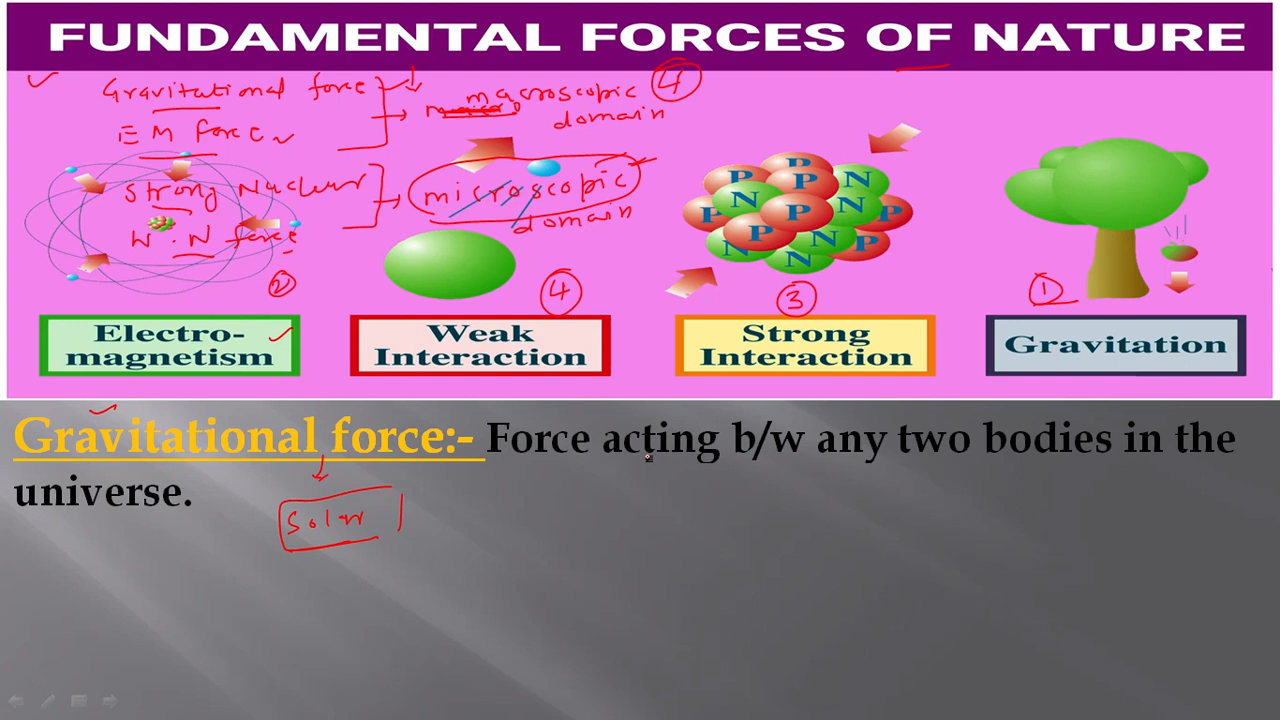 FUNDAMENTAL FORCES OF NATURE
Gravitational force
macroscopic
domain
4
EM force
Strong Nuclear
microscopic
domain
W.N force
2
4
3
1
P
P
P
N
N
N
P
P
P
P
N
N
P
N
Electro-
magnetism
Weak
Interaction
Strong
Interaction
Gravitation
Gravitational force:- Force acting b/w any two bodies in the
universe.
Solar